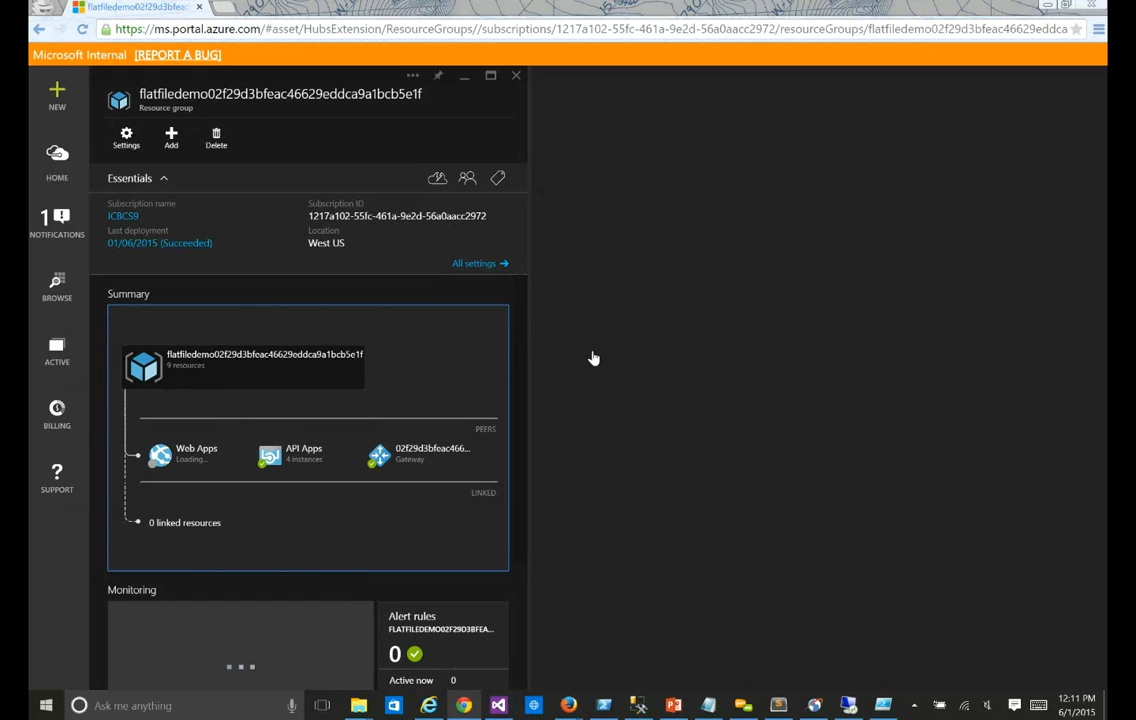 flatfiledemo02f29d3bfeac
https://ms.portal.azure.com/#asset/HubsExtension/ResourceGroups//subscriptions/1217a102-55fc-461a-9e2d-56a0aacc2972/resourceGroups/flatfiledemo02f29d3bfeac46629eddca
Microsoft Internal [REPORT A BUG]
NEW
HOME
1
NOTIFICATIONS
BROWSE
ACTIVE
BILLING
SUPPORT
flatfiledemo02f29d3bfeac46629eddca9a1bcb5e1f
Resource group
Settings Add Delete
Essentials
Subscription name Subscription ID
ICBCS9 1217a102-55fc-461a-9e2d-56a0aacc2972
Last deployment Location
01/06/2015 (Succeeded) West US
All settings →
Summary
flatfiledemo02f29d3bfeac46629eddca9a1bcb5e1f
9 resources
PEERS
Web Apps API Apps 02f29d3bfeac466...
Loading... 4 instances Gateway
LINKED
0 linked resources
Monitoring
Alert rules
FLATFILEDEMO02F29D3BFEA...
0
Active now 0
Ask me anything
12:11 PM
6/1/2015